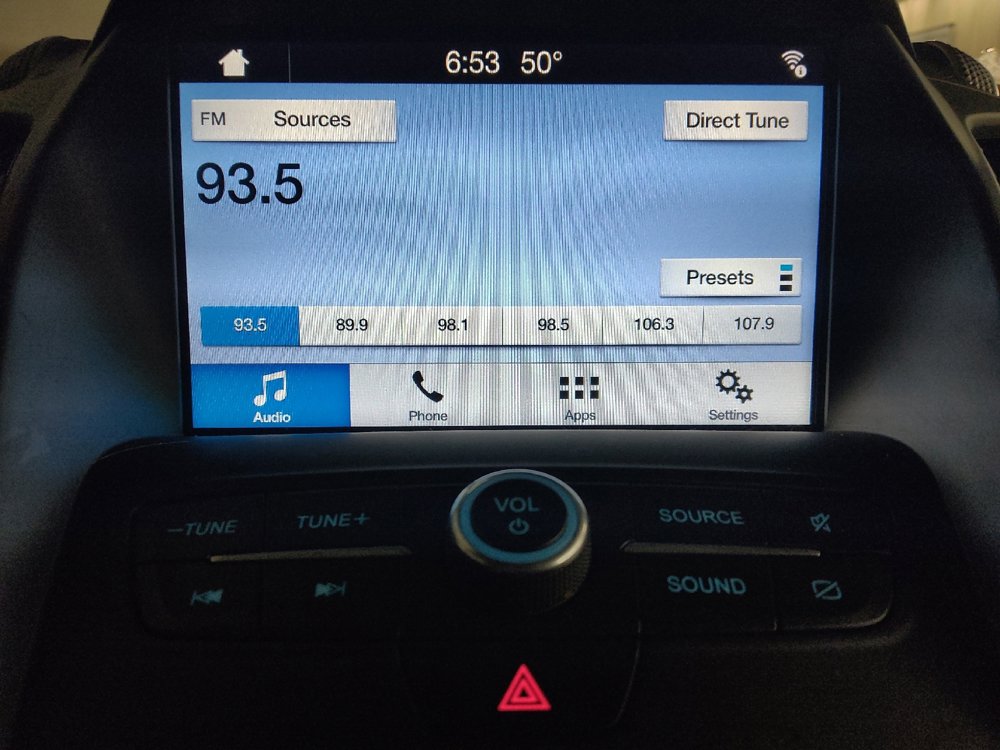 6:53 50°
FM Sources
Direct Tune
93.5
Presets
93.5 89.9 98.1 98.5 106.3 107.9
Audio Phone Apps Settings
VOL
−TUNE TUNE+ SOURCE
SOUND